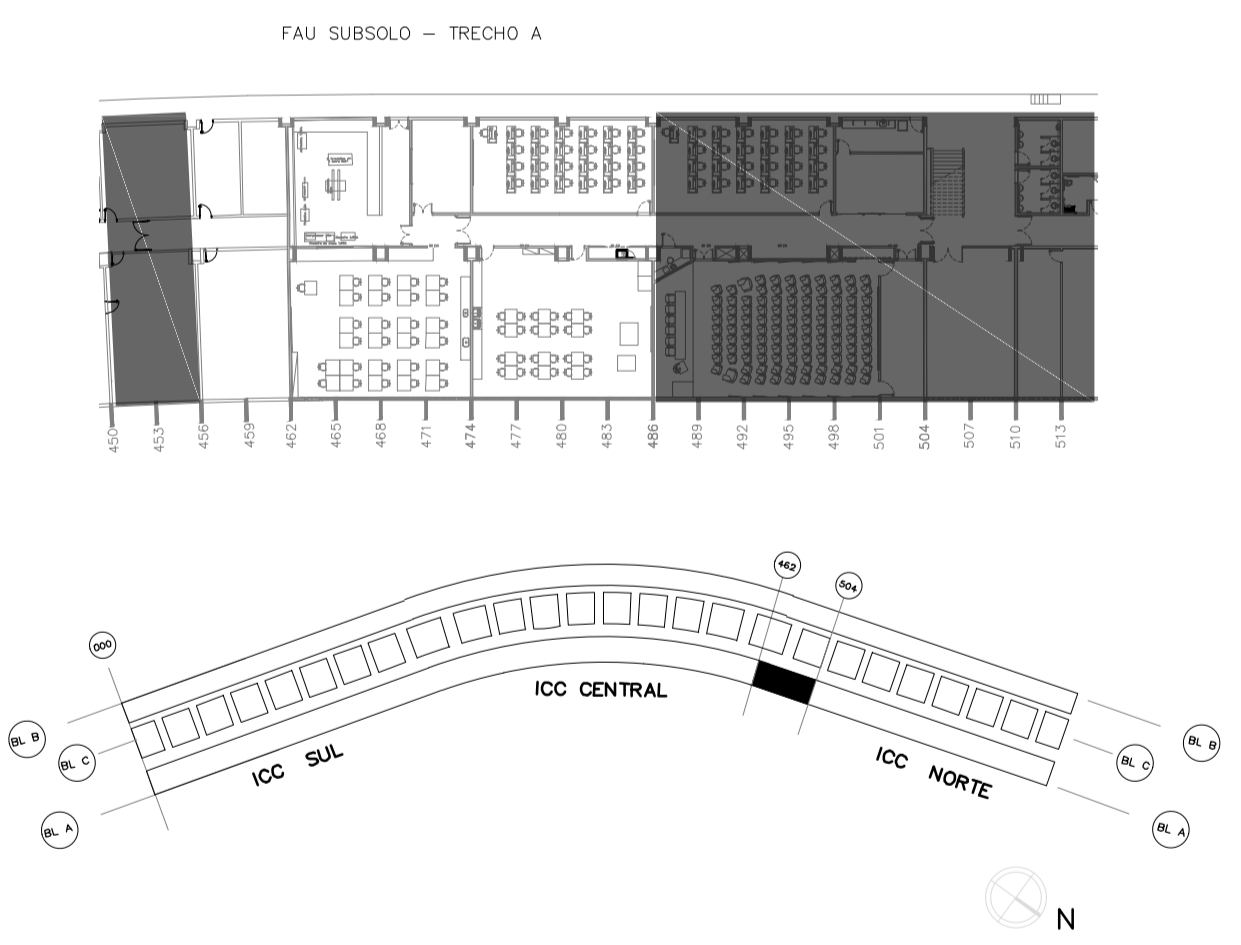 FAU SUBSOLO – TRECHO A
450 453 456 459 462 465 468 471 474 477 480 483 486 489 492 495 498 501 504 507 510 513
462
504
000
ICC CENTRAL
BL B
BL B
BL C
ICC SUL
ICC NORTE
BL C
BL A
BL A
N